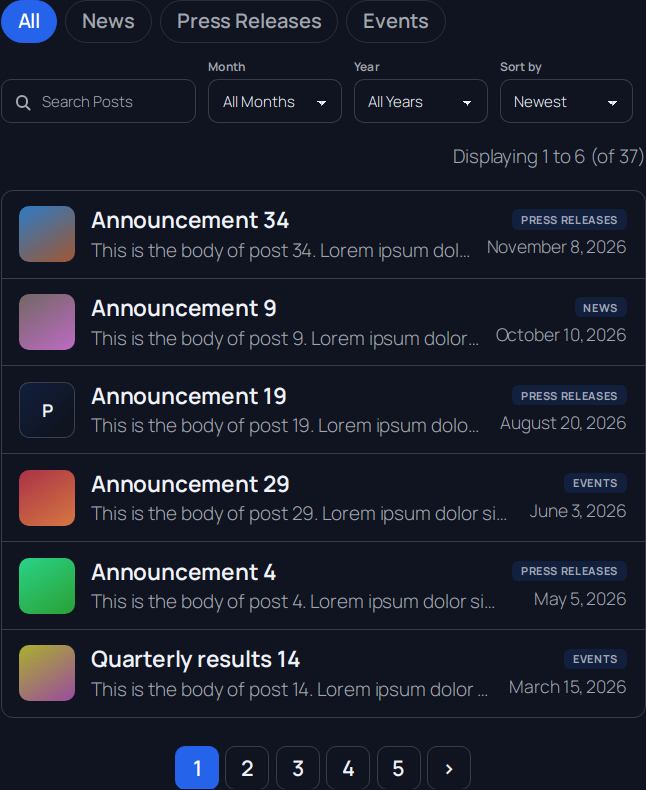 All News Press Releases Events
Month Year Sort by
Search Posts All Months All Years Newest
Displaying 1 to 6 (of 37)
Announcement 34 PRESS RELEASES
This is the body of post 34. Lorem ipsum dol... November 8, 2026
Announcement 9 NEWS
This is the body of post 9. Lorem ipsum dolor... October 10, 2026
P Announcement 19 PRESS RELEASES
This is the body of post 19. Lorem ipsum dolo... August 20, 2026
Announcement 29 EVENTS
This is the body of post 29. Lorem ipsum dolor si... June 3, 2026
Announcement 4 PRESS RELEASES
This is the body of post 4. Lorem ipsum dolor si... May 5, 2026
Quarterly results 14 EVENTS
This is the body of post 14. Lorem ipsum dolor ... March 15, 2026
1 2 3 4 5 ›